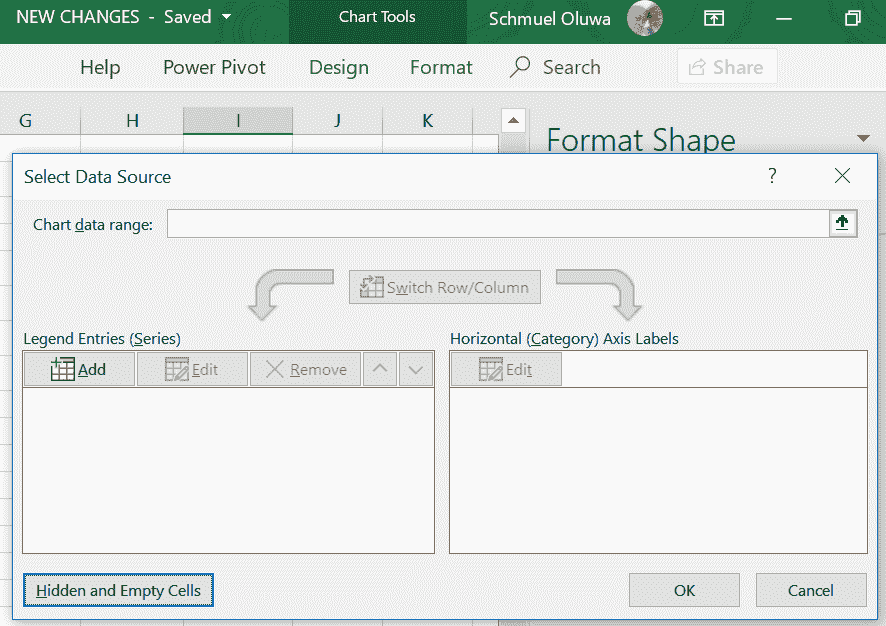 NEW CHANGES - Saved
Chart Tools
Schmuel Oluwa
Help Power Pivot Design Format Search Share
G H I J K
Format Shape
Select Data Source
?
Chart data range:
Switch Row/Column
Legend Entries (Series)
Horizontal (Category) Axis Labels
Add Edit Remove
Edit
Hidden and Empty Cells
OK Cancel